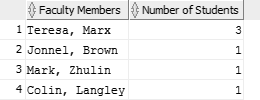 Faculty Members Number of Students
1 Teresa, Marx 3
2 Jonnel, Brown 1
3 Mark, Zhulin 1
4 Colin, Langley 1